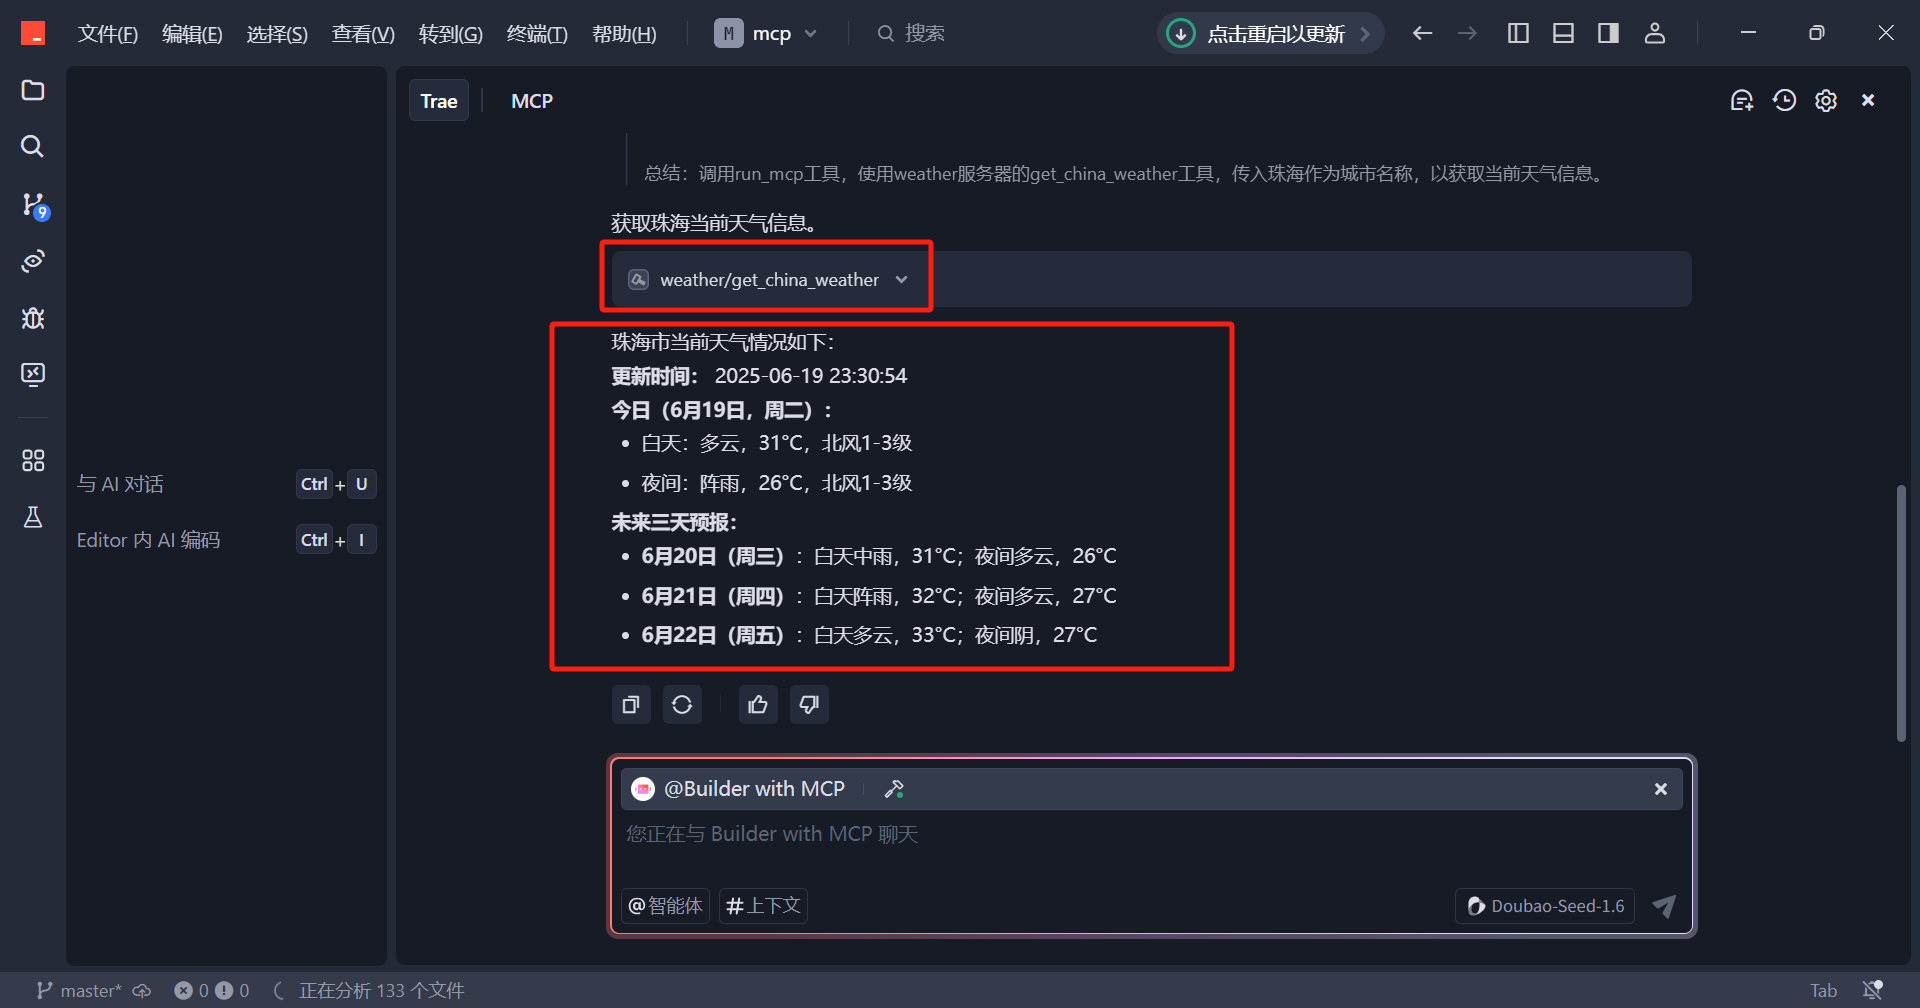 文件(F) 编辑(E) 选择(S) 查看(V) 转到(G) 终端(T) 帮助(H) M mcp 搜索 点击重启以更新
Trae MCP
9
总结：调用run_mcp工具，使用weather服务器的get_china_weather工具，传入珠海作为城市名称，以获取当前天气信息。
获取珠海当前天气信息。
weather/get_china_weather
珠海市当前天气情况如下：
更新时间： 2025-06-19 23:30:54
今日（6月19日，周二）：
• 白天：多云，31°C，北风1-3级
• 夜间：阵雨，26°C，北风1-3级
未来三天预报：
• 6月20日（周三）：白天中雨，31°C；夜间多云，26°C
• 6月21日（周四）：白天阵雨，32°C；夜间多云，27°C
• 6月22日（周五）：白天多云，33°C；夜间阴，27°C
与 AI 对话 Ctrl + U
Editor 内 AI 编码 Ctrl + I
@Builder with MCP
您正在与 Builder with MCP 聊天
@智能体 #上下文 Doubao-Seed-1.6
master* 0 0 正在分析 133 个文件 Tab